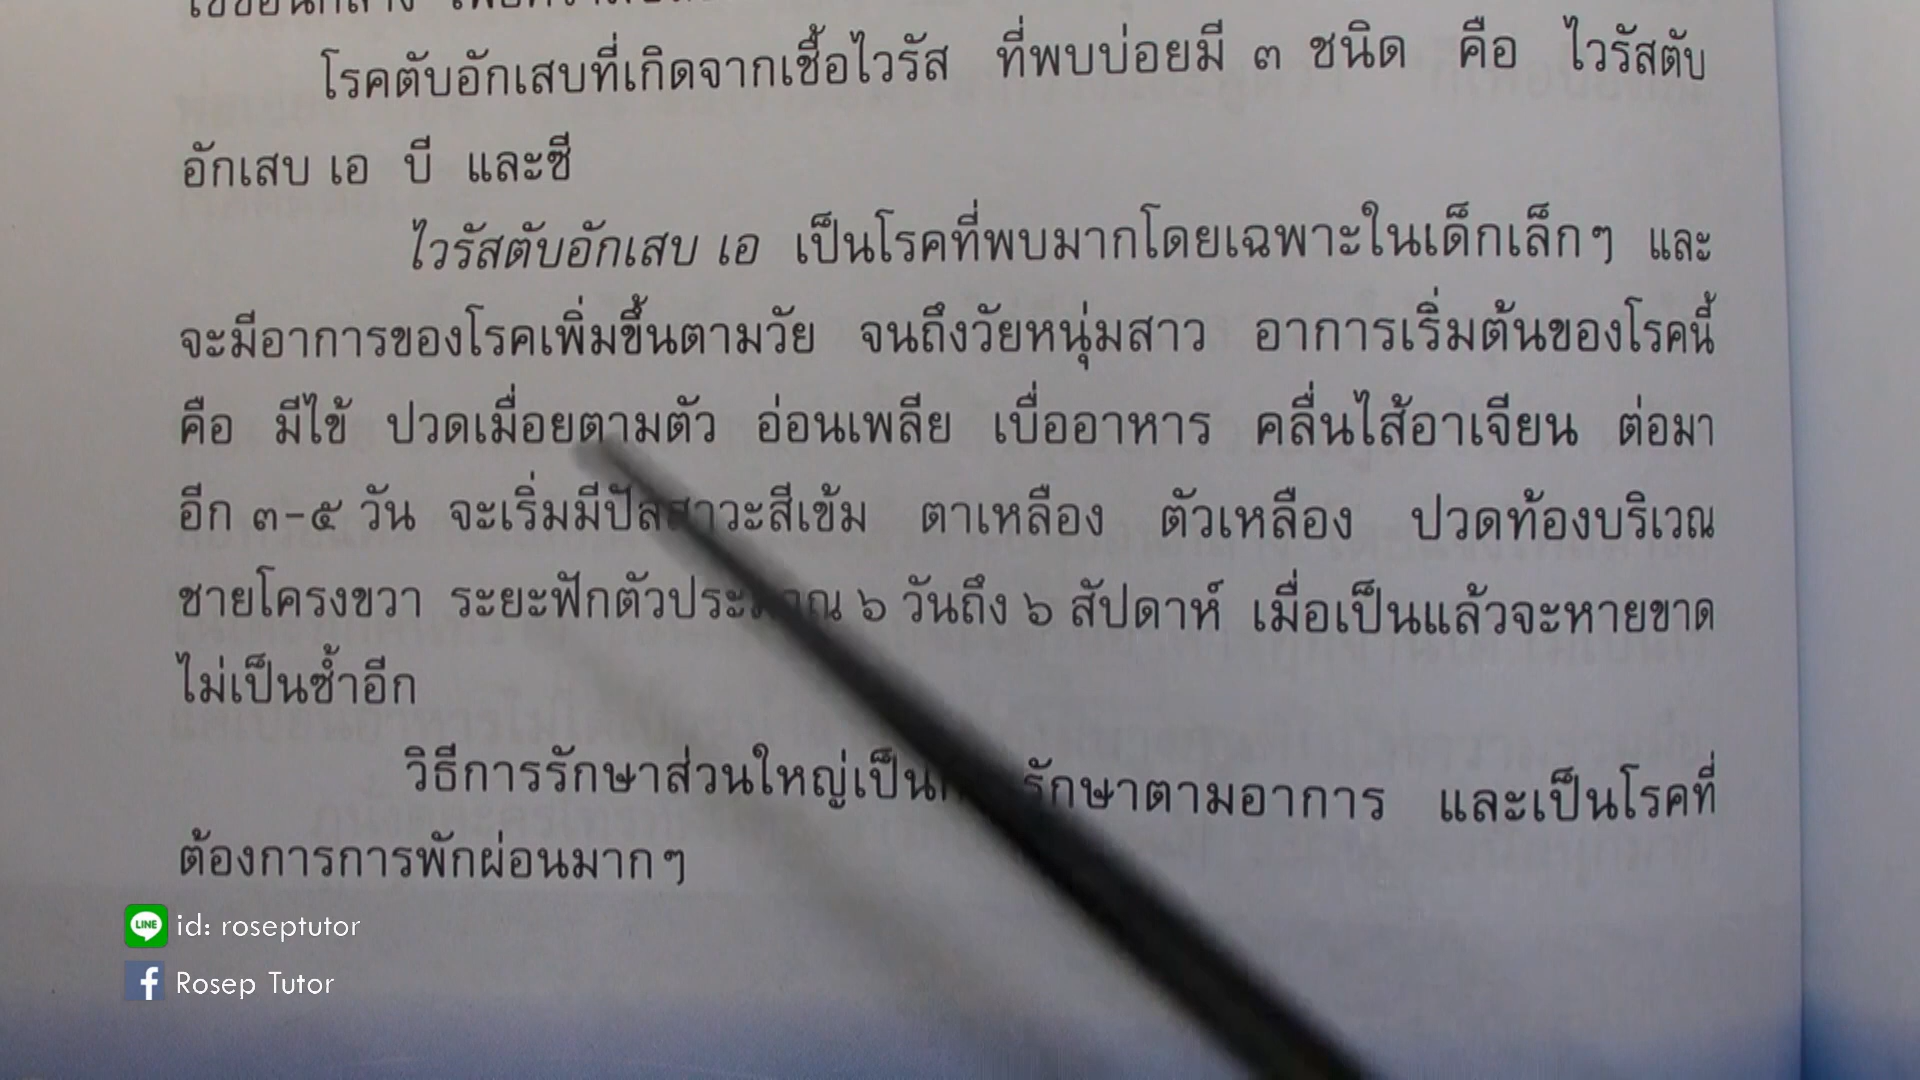 โรคตับอักเสบที่เกิดจากเชื้อไวรัส ที่พบบ่อยมี ๓ ชนิด คือ ไวรัสตับ
อักเสบ เอ บี และซี
ไวรัสตับอักเสบ เอ เป็นโรคที่พบมากโดยเฉพาะในเด็กเล็กๆ และ
จะมีอาการของโรคเพิ่มขึ้นตามวัย จนถึงวัยหนุ่มสาว อาการเริ่มต้นของโรคนี้
คือ มีไข้ ปวดเมื่อยตามตัว อ่อนเพลีย เบื่ออาหาร คลื่นไส้อาเจียน ต่อมา
อีก ๓-๕ วัน จะเริ่มมีปัสสาวะสีเข้ม ตาเหลือง ตัวเหลือง ปวดท้องบริเวณ
ชายโครงขวา ระยะฟักตัวประมาณ ๖ วันถึง ๖ สัปดาห์ เมื่อเป็นแล้วจะหายขาด
ไม่เป็นซ้ำอีก
วิธีการรักษาส่วนใหญ่เป็น รักษาตามอาการ และเป็นโรคที่
ต้องการการพักผ่อนมากๆ
LINE id: roseptutor
f Rosep Tutor